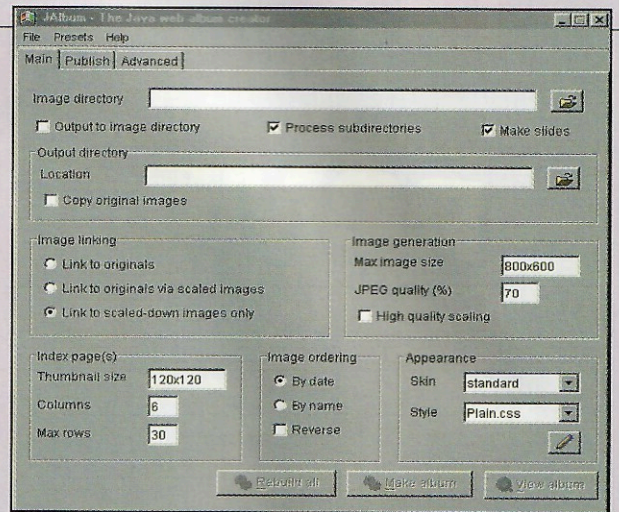 JAlbum - The Java web album creator
File Presets Help
Main Publish Advanced
Image directory
Output to image directory Process subdirectories Make slides
Output directory
Location
Copy original images
Image linking
Link to originals
Link to originals via scaled images
Link to scaled-down images only
Image generation
Max image size 800x600
JPEG quality (%) 70
High quality scaling
Index page(s)
Thumbnail size 120x120
Columns 6
Max rows 30
Image ordering
By date
By name
Reverse
Appearance
Skin standard
Style Plain.css
Rebuild all Make album View album